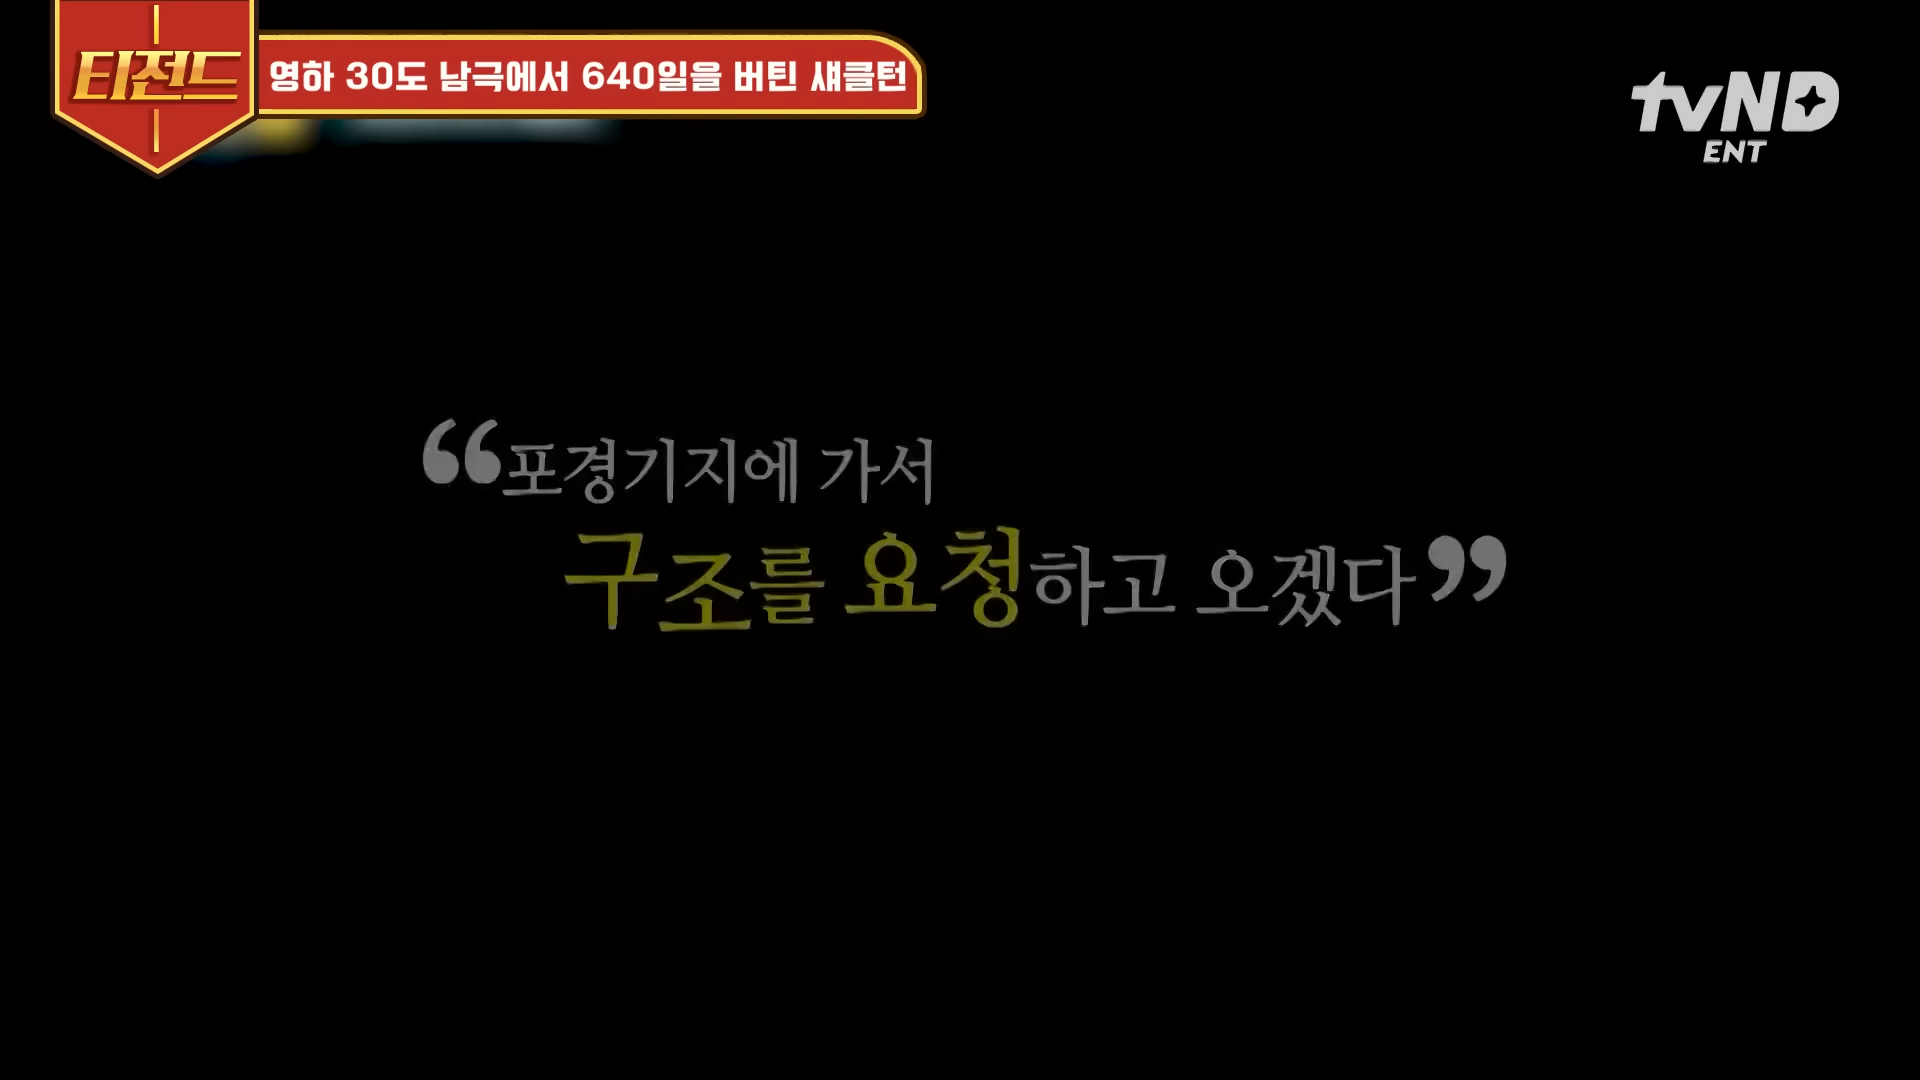 티전드
영하 30도 남극에서 640일을 버틴 섀클턴
tvND
ENT
“포경기지에 가서
구조를 요청하고 오겠다”